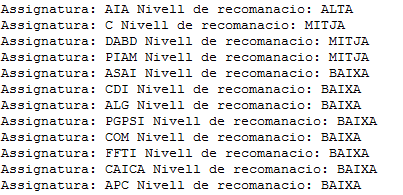 Assignatura: AIA Nivell de recomanacio: ALTA
Assignatura: C Nivell de recomanacio: MITJA
Assignatura: DABD Nivell de recomanacio: MITJA
Assignatura: PIAM Nivell de recomanacio: MITJA
Assignatura: ASAI Nivell de recomanacio: BAIXA
Assignatura: CDI Nivell de recomanacio: BAIXA
Assignatura: ALG Nivell de recomanacio: BAIXA
Assignatura: PGPSI Nivell de recomanacio: BAIXA
Assignatura: COM Nivell de recomanacio: BAIXA
Assignatura: FFTI Nivell de recomanacio: BAIXA
Assignatura: CAICA Nivell de recomanacio: BAIXA
Assignatura: APC Nivell de recomanacio: BAIXA